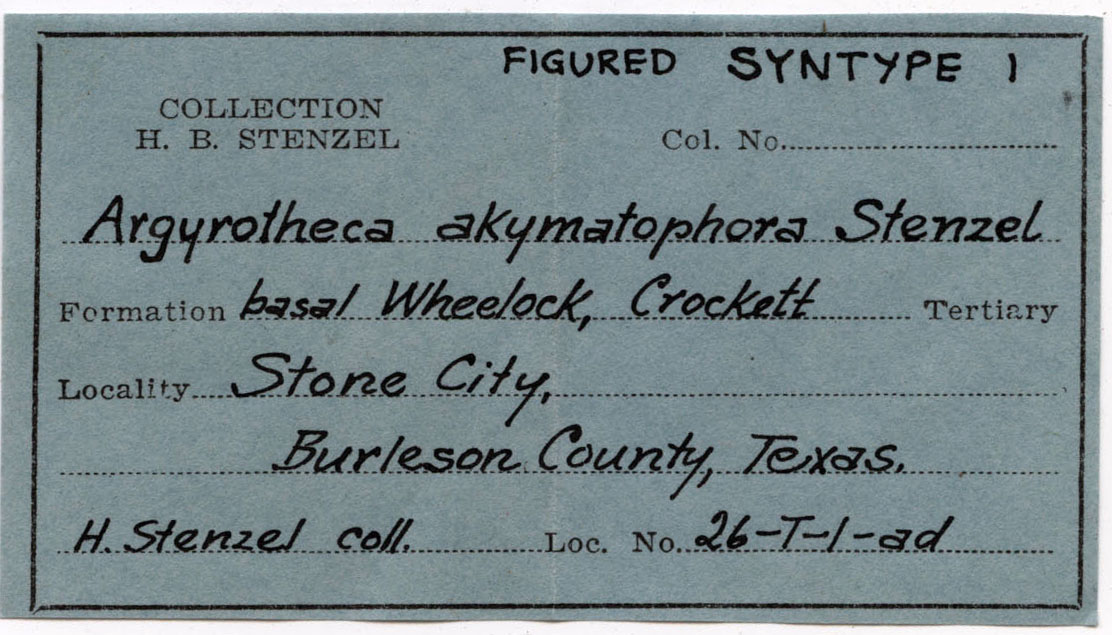 FIGURED SYNTYPE 1
COLLECTION
H. B. STENZEL
Col. No.
Argyrotheca akymatophora Stenzel
Formation basal Wheelock, Crockett Tertiary
Locality Stone City,
Burleson County, Texas.
H. Stenzel coll. Loc. No. 26-T-1-ad